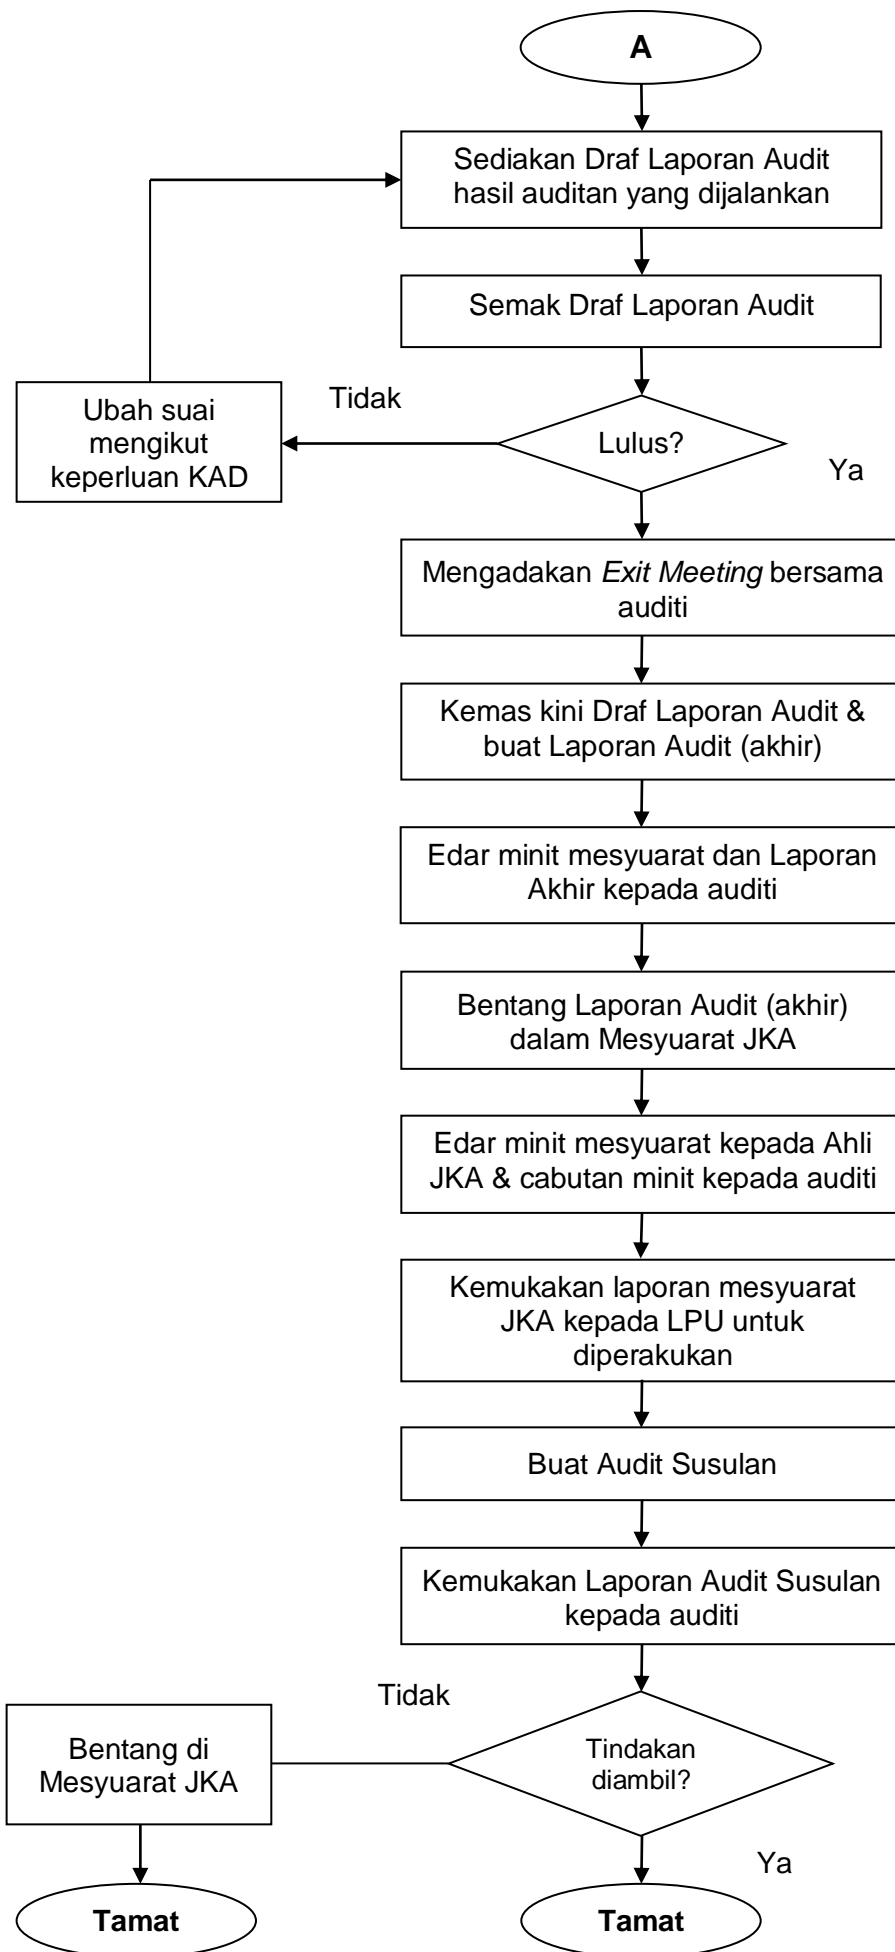 A
Sediakan Draf Laporan Audit
hasil auditan yang dijalankan
Semak Draf Laporan Audit
Ubah suai
mengikut
keperluan KAD
Tidak
Lulus?
Ya
Mengadakan Exit Meeting bersama
auditi
Kemas kini Draf Laporan Audit &
buat Laporan Audit (akhir)
Edar minit mesyuarat dan Laporan
Akhir kepada auditi
Bentang Laporan Audit (akhir)
dalam Mesyuarat JKA
Edar minit mesyuarat kepada Ahli
JKA & cabutan minit kepada auditi
Kemukakan laporan mesyuarat
JKA kepada LPU untuk
diperakukan
Buat Audit Susulan
Kemukakan Laporan Audit Susulan
kepada auditi
Tidak
Bentang di
Mesyuarat JKA
Tindakan
diambil?
Ya
Tamat
Tamat